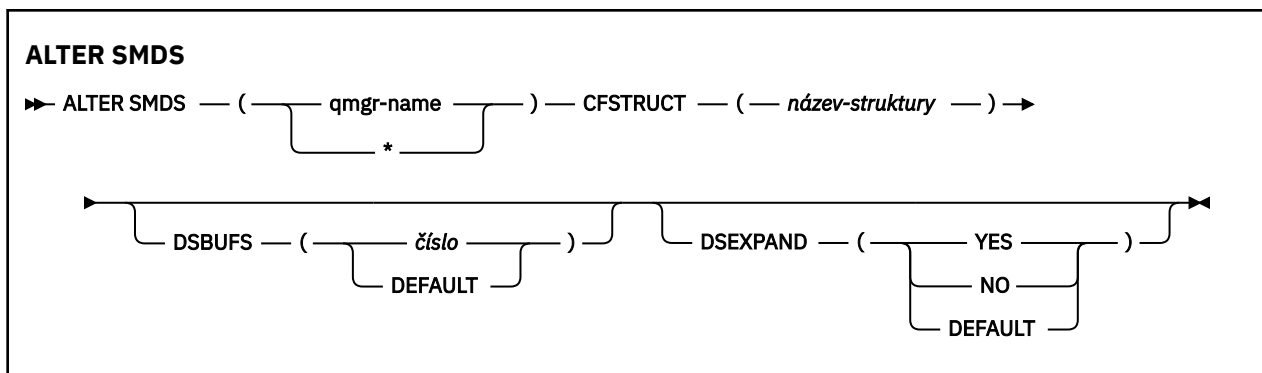 ALTER SMDS
ALTER SMDS ( qmgr-name ) CFSTRUCT ( název-struktury )
*
DSBUFS ( číslo ) DSEXPAND ( YES )
DEFAULT NO
DEFAULT